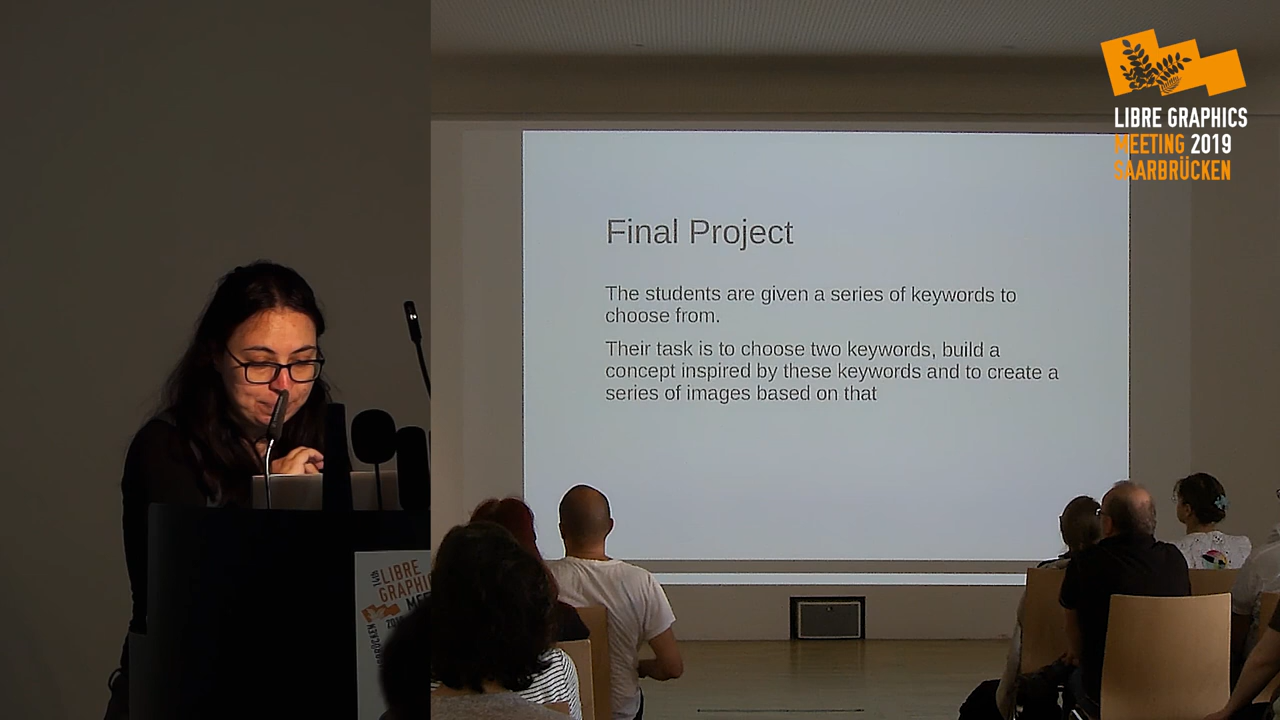 LIBRE GRAPHICS
MEETING 2019
SAARBRÜCKEN
Final Project
The students are given a series of keywords to
choose from.
Their task is to choose two keywords, build a
concept inspired by these keywords and to create a
series of images based on that
14th
LIBRE